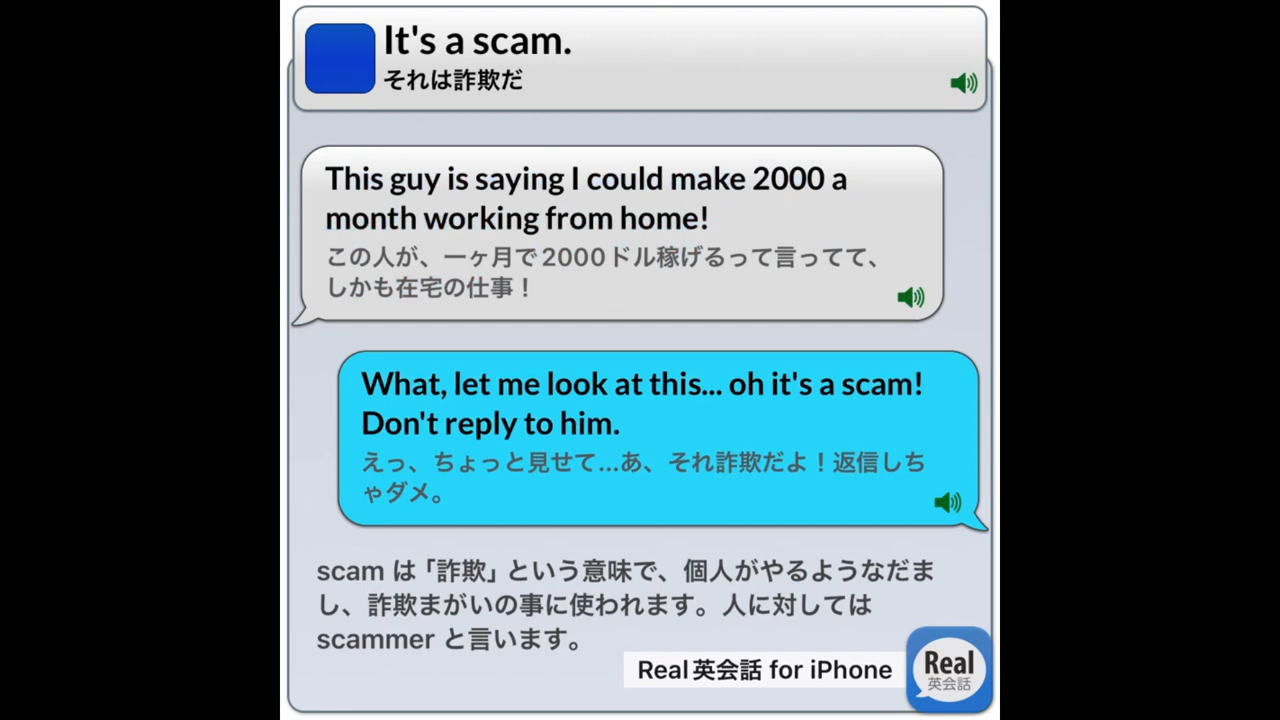 It's a scam.
それは詐欺だ
This guy is saying I could make 2000 a
month working from home!
この人が、一ヶ月で2000ドル稼げるって言ってて、
しかも在宅の仕事！
What, let me look at this... oh it's a scam!
Don't reply to him.
えっ、ちょっと見せて...あ、それ詐欺だよ！返信しち
ゃダメ。
scam は「詐欺」という意味で、個人がやるようなだま
し、詐欺まがいの事に使われます。人に対しては
scammer と言います。
Real英会話 for iPhone
Real
英会話